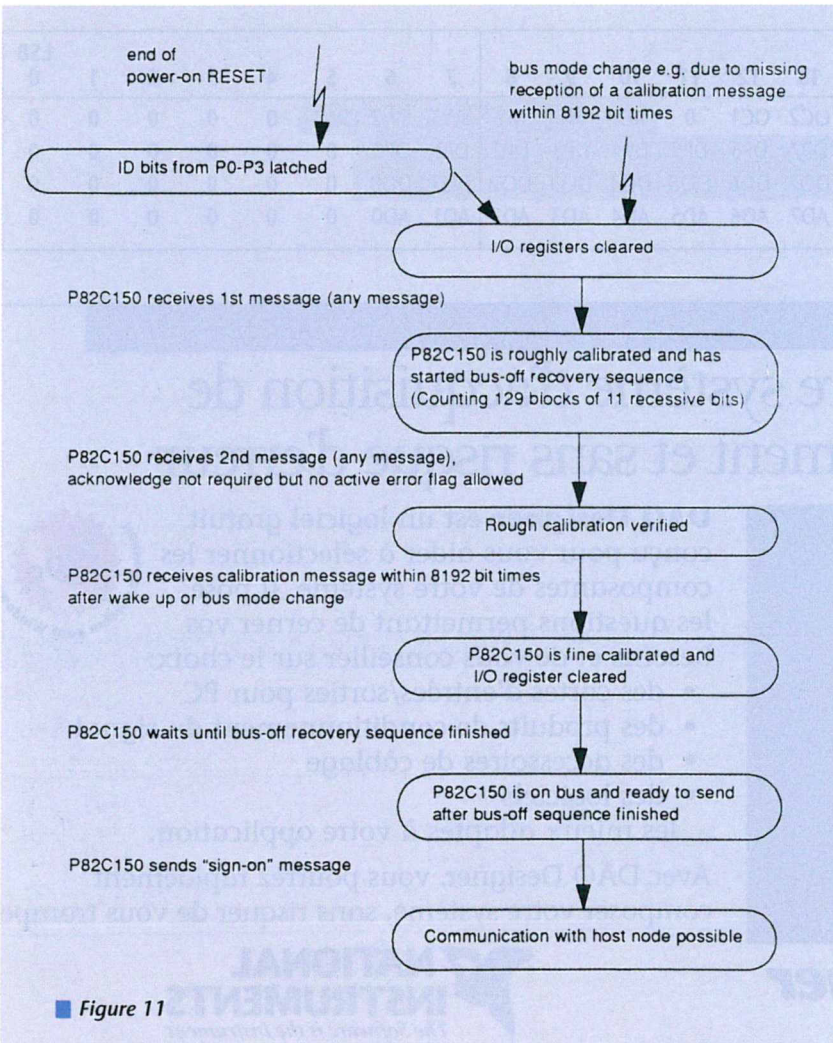 end of
power-on RESET
bus mode change e.g. due to missing
reception of a calibration message
within 8192 bit times
ID bits from P0-P3 latched
I/O registers cleared
P82C150 receives 1st message (any message)
P82C150 is roughly calibrated and has
started bus-off recovery sequence
(Counting 129 blocks of 11 recessive bits)
P82C150 receives 2nd message (any message),
acknowledge not required but no active error flag allowed
Rough calibration verified
P82C150 receives calibration message within 8192 bit times
after wake up or bus mode change
P82C150 is fine calibrated and
I/O register cleared
P82C150 waits until bus-off recovery sequence finished
P82C150 is on bus and ready to send
after bus-off sequence finished
P82C150 sends "sign-on" message
Communication with host node possible
Figure 11